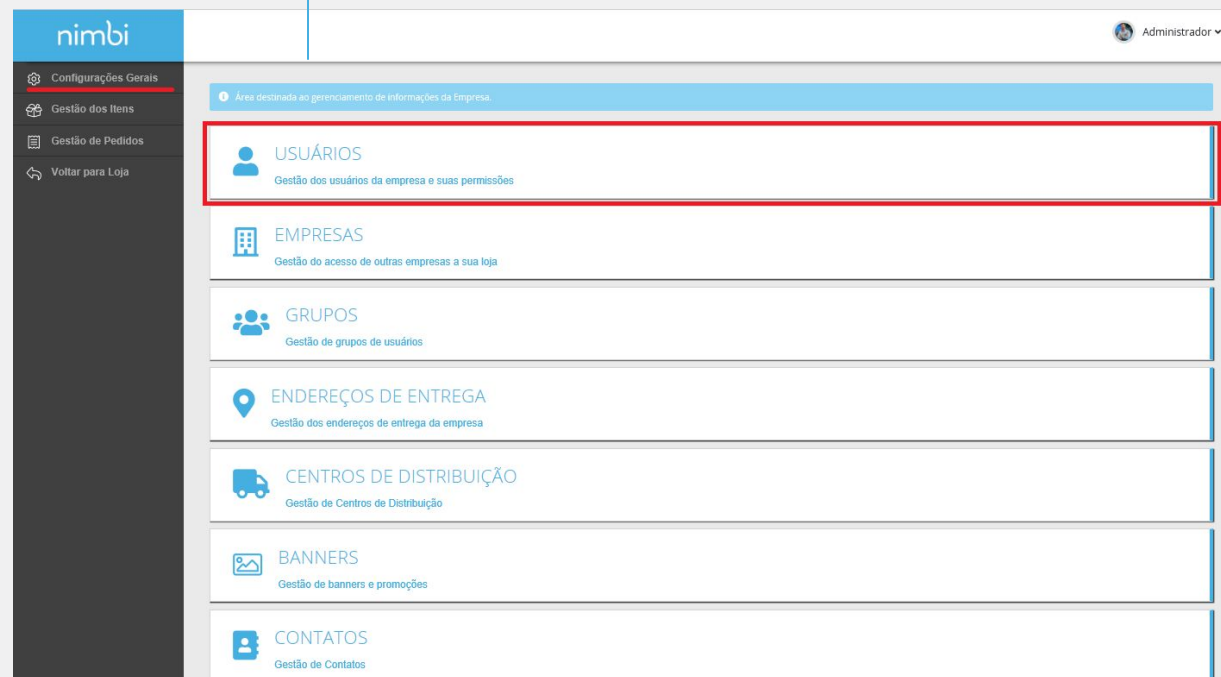 nimbi
Administrador
Configurações Gerais
Gestão dos Itens
Gestão de Pedidos
Voltar para Loja
Área destinada ao gerenciamento de informações da Empresa.
USUÁRIOS
Gestão dos usuários da empresa e suas permissões
EMPRESAS
Gestão do acesso de outras empresas a sua loja
GRUPOS
Gestão de grupos de usuários
ENDEREÇOS DE ENTREGA
Gestão dos endereços de entrega da empresa
CENTROS DE DISTRIBUIÇÃO
Gestão de Centros de Distribuição
BANNERS
Gestão de banners e promoções
CONTATOS
Gestão de Contatos